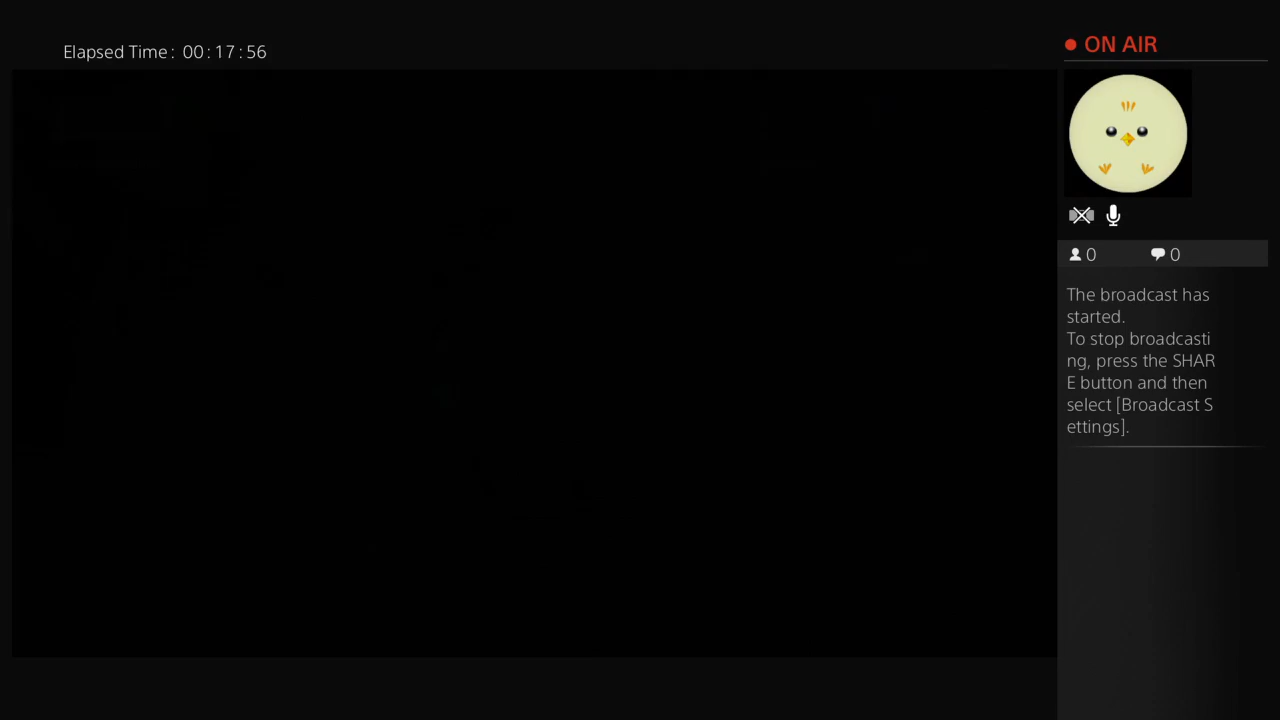 Elapsed Time: 00:17:56
ON AIR
0 0
The broadcast has
started.
To stop broadcasti
ng, press the SHAR
E button and then
select [Broadcast S
ettings].